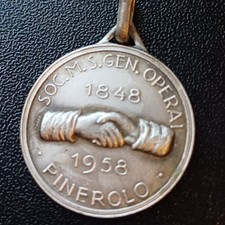 SOC. M. S. GEN. OPERAI
1848
1958
· PINEROLO ·